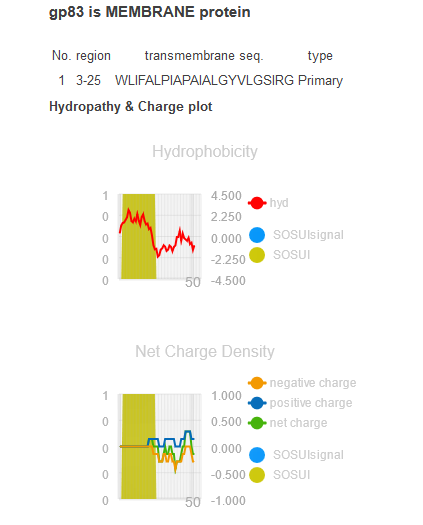 gp83 is MEMBRANE protein
No. region transmembrane seq. type
1 3-25 WLIFALPIAPAIALGYVLGSIRG Primary
Hydropathy & Charge plot
Hydrophobicity
1 4.500 hyd
0 2.250
0 0.000 SOSUIsignal
0 -2.250 SOSUI
0 50 -4.500
Net Charge Density
negative charge
1 1.000 positive charge
0 0.500 net charge
0 0.000 SOSUIsignal
0 -0.500 SOSUI
0 50 -1.000